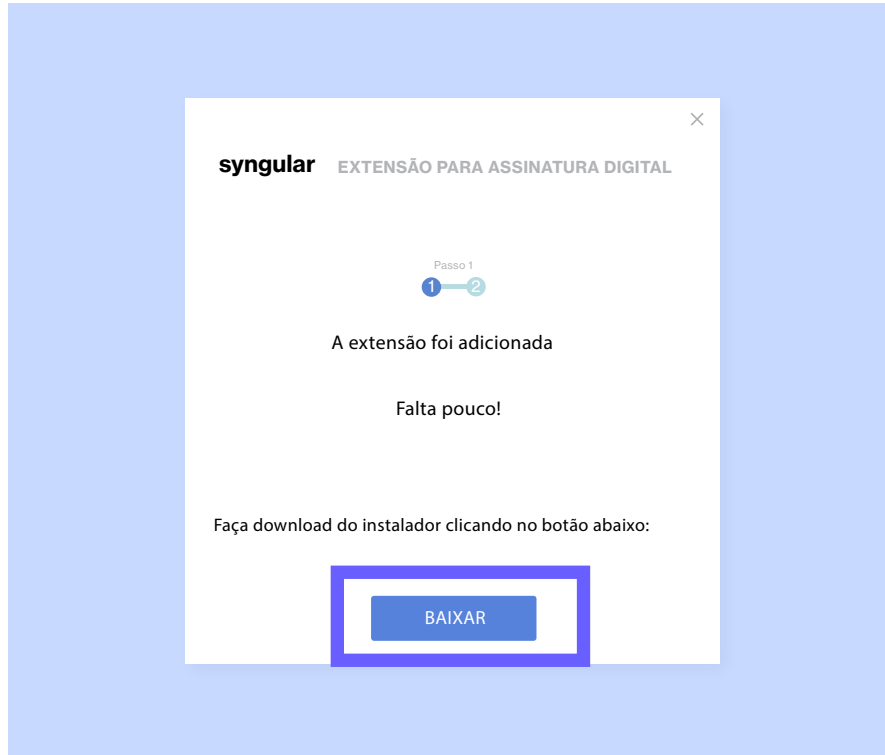 syngular EXTENSÃO PARA ASSINATURA DIGITAL
Passo 1
1 2
A extensão foi adicionada
Falta pouco!
Faça download do instalador clicando no botão abaixo:
BAIXAR